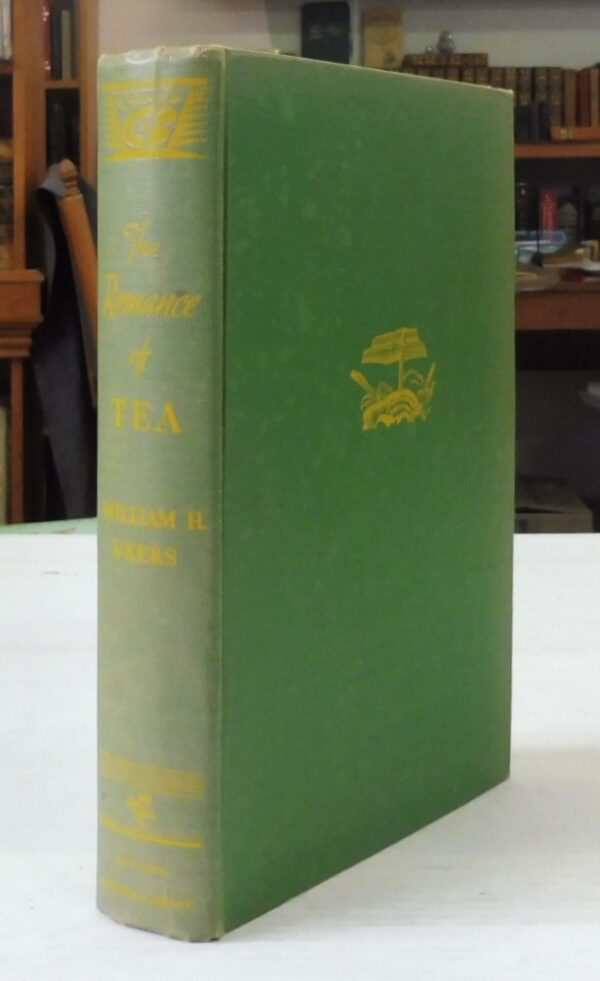 The
Romance
of
TEA
WILLIAM H.
UKERS